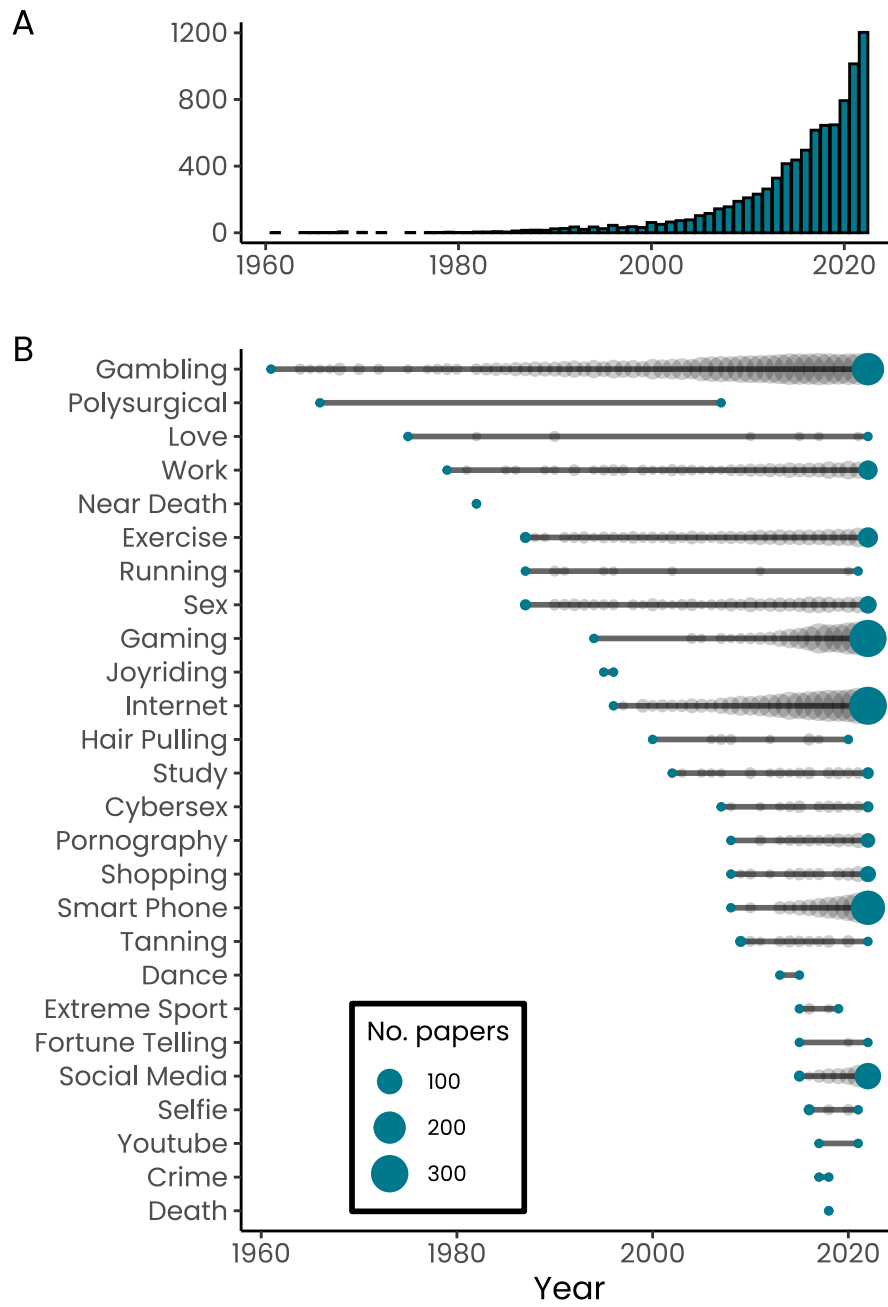 A
1200
800
400
0
1960 1980 2000 2020
B
Gambling
Polysurgical
Love
Work
Near Death
Exercise
Running
Sex
Gaming
Joyriding
Internet
Hair Pulling
Study
Cybersex
Pornography
Shopping
Smart Phone
Tanning
Dance
Extreme Sport
Fortune Telling
Social Media
Selfie
Youtube
Crime
Death
No. papers
100
200
300
1960 1980 2000 2020
Year